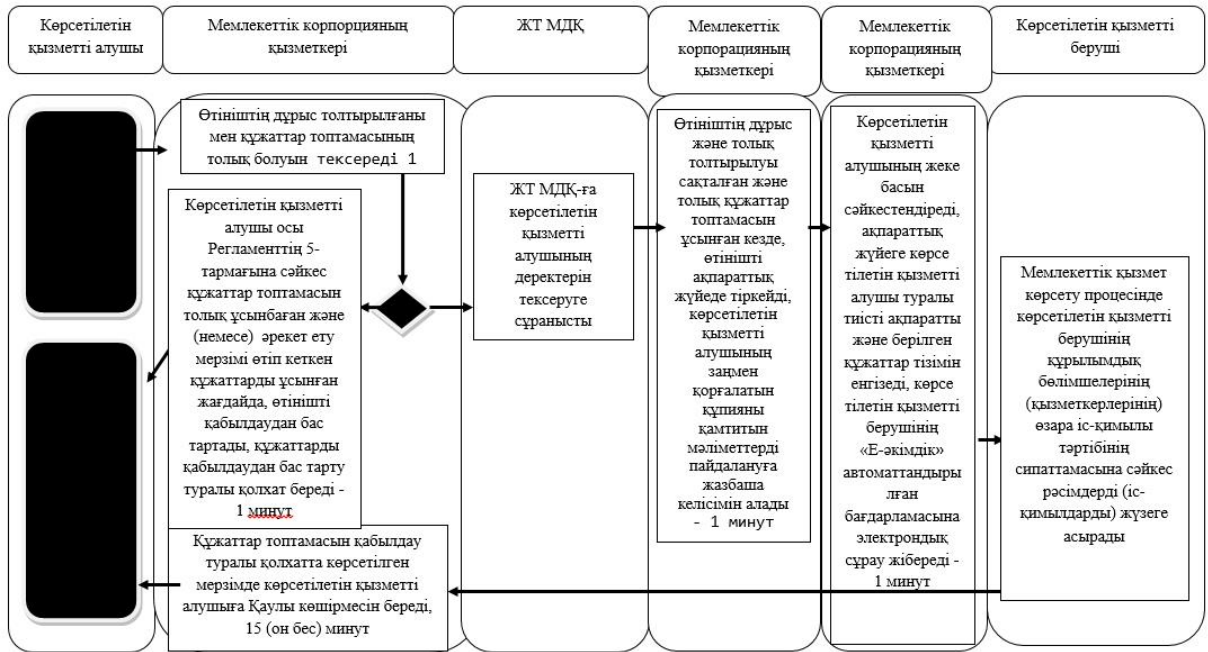 Көрсетілетін
қызметті алушы
Мемлекеттік корпорцияның
қызметкері
ЖТ МДҚ
Мемлекеттік
корпорацияның
қызметкері
Мемлекеттік
корпорацияның
қызметкері
Көрсетілетін қызметті
беруші
Өтініштің дұрыс толтырылғаны
мен құжаттар топтамасының
толық болуын тексереді 1
Көрсетілетін қызметті
алушы осы
Регламенттің 5-
тармағына сәйкес
құжаттар топтамасын
толық ұсынбаған және
(немесе) әрекет ету
мерзімі өтіп кеткен
құжаттарды ұсынған
жағдайда, өтінішті
қабылдаудан бас
тартады, құжаттарды
қабылдаудан бас тарту
туралы қолхат береді -
1 минут
Құжаттар топтамасын қабылдау
туралы қолхатта көрсетілген
мерзімде көрсетілетін қызметті
алушыға Қаулы көшірмесін береді,
15 (он бес) минут
ЖТ МДҚ-ға
көрсетілетін
қызметті
алушының
деректерін
тексеруге
сұранысты
Өтініштің дұрыс
және толық
толтырылуы
сақталған және
толық құжаттар
топтамасын
ұсынған кезде,
өтінішті
ақпараттық
жүйеде тіркейді,
көрсетілетін
қызметті
алушының
заңмен
қорғалатын
құпияны
қамтитын
мәліметтерді
пайдалануға
жазбаша
келісімін алады
- 1 минут
Көрсетілетін
қызметті
алушының жеке
басын
сәйкестендіреді,
ақпараттық
жүйеге көрсе
тілетін қызметті
алушы туралы
тиісті ақпаратты
және берілген
құжаттар тізімін
енгізеді, көрсе
тілетін қызметті
берушінің
«Е-әкімдік»
автоматтандыры
лған
бағдарламасына
электрондық
сұрау жібереді -
1 минут
Мемлекеттік қызмет
көрсету процесінде
көрсетілетін қызметті
берушінің
құрылымдық
бөлімшелерінің
(қызметкерлерінің)
өзара іс-қимылы
тәртібінің
сипаттамасына сәйкес
рәсімдерді (іс-
қимылдарды) жүзеге
асырады